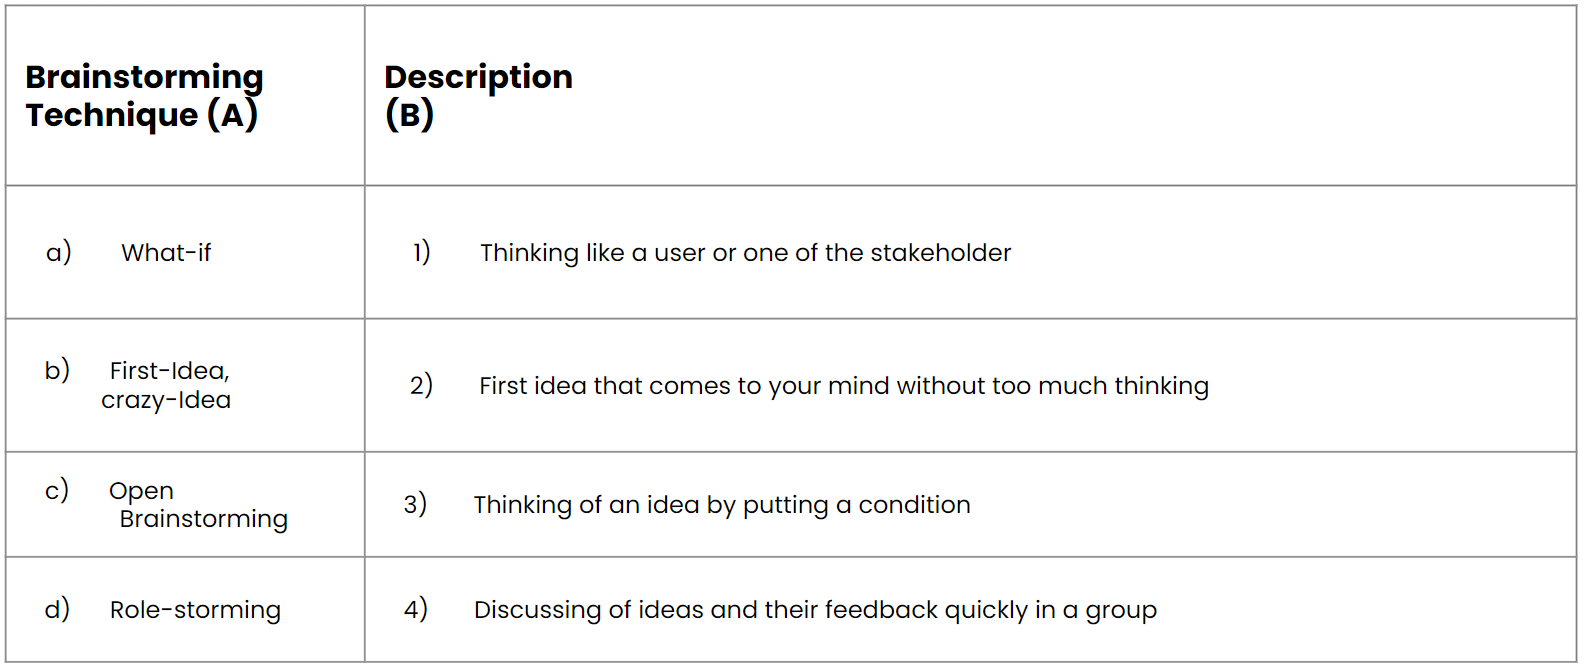 Brainstorming
Technique (A)
Description
(B)
a) What-if
1) Thinking like a user or one of the stakeholder
b) First-Idea,
crazy-Idea
2) First idea that comes to your mind without too much thinking
c) Open
Brainstorming
3) Thinking of an idea by putting a condition
d) Role-storming
4) Discussing of ideas and their feedback quickly in a group